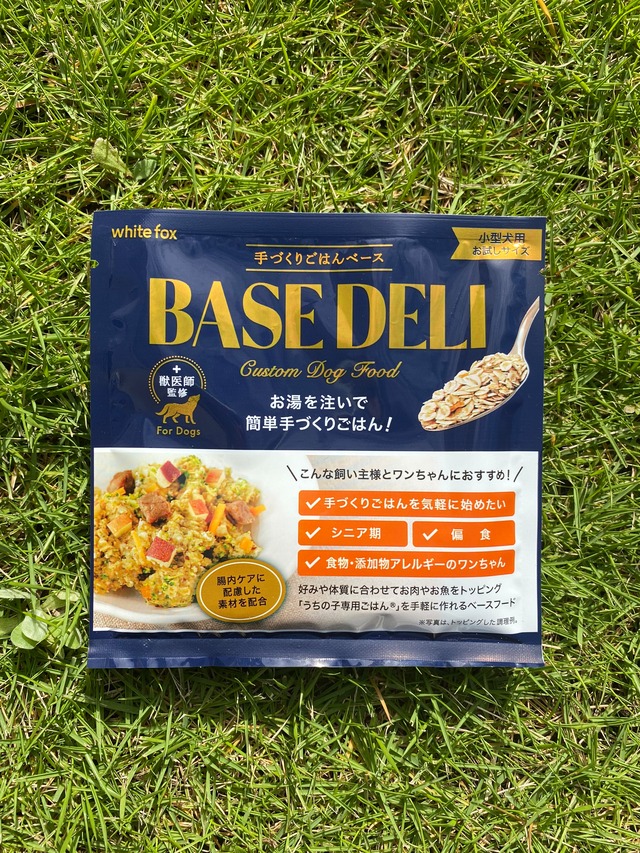 white fox
小型犬用
お試しサイズ
手づくりごはんベース
BASE DELI
Custom Dog Food
獣医師
監修
For Dogs
お湯を注いで
簡単手づくりごはん!
こんな飼い主様とワンちゃんにおすすめ!
手づくりごはんを気軽に始めたい
シニア期
偏食
食物・添加物アレルギーのワンちゃん
腸内ケアに
配慮した
素材を配合
好みや体質に合わせてお肉やお魚をトッピング
「うちの子専用ごはん®」を手軽に作れるベースフード
※写真は、トッピングした調理例。